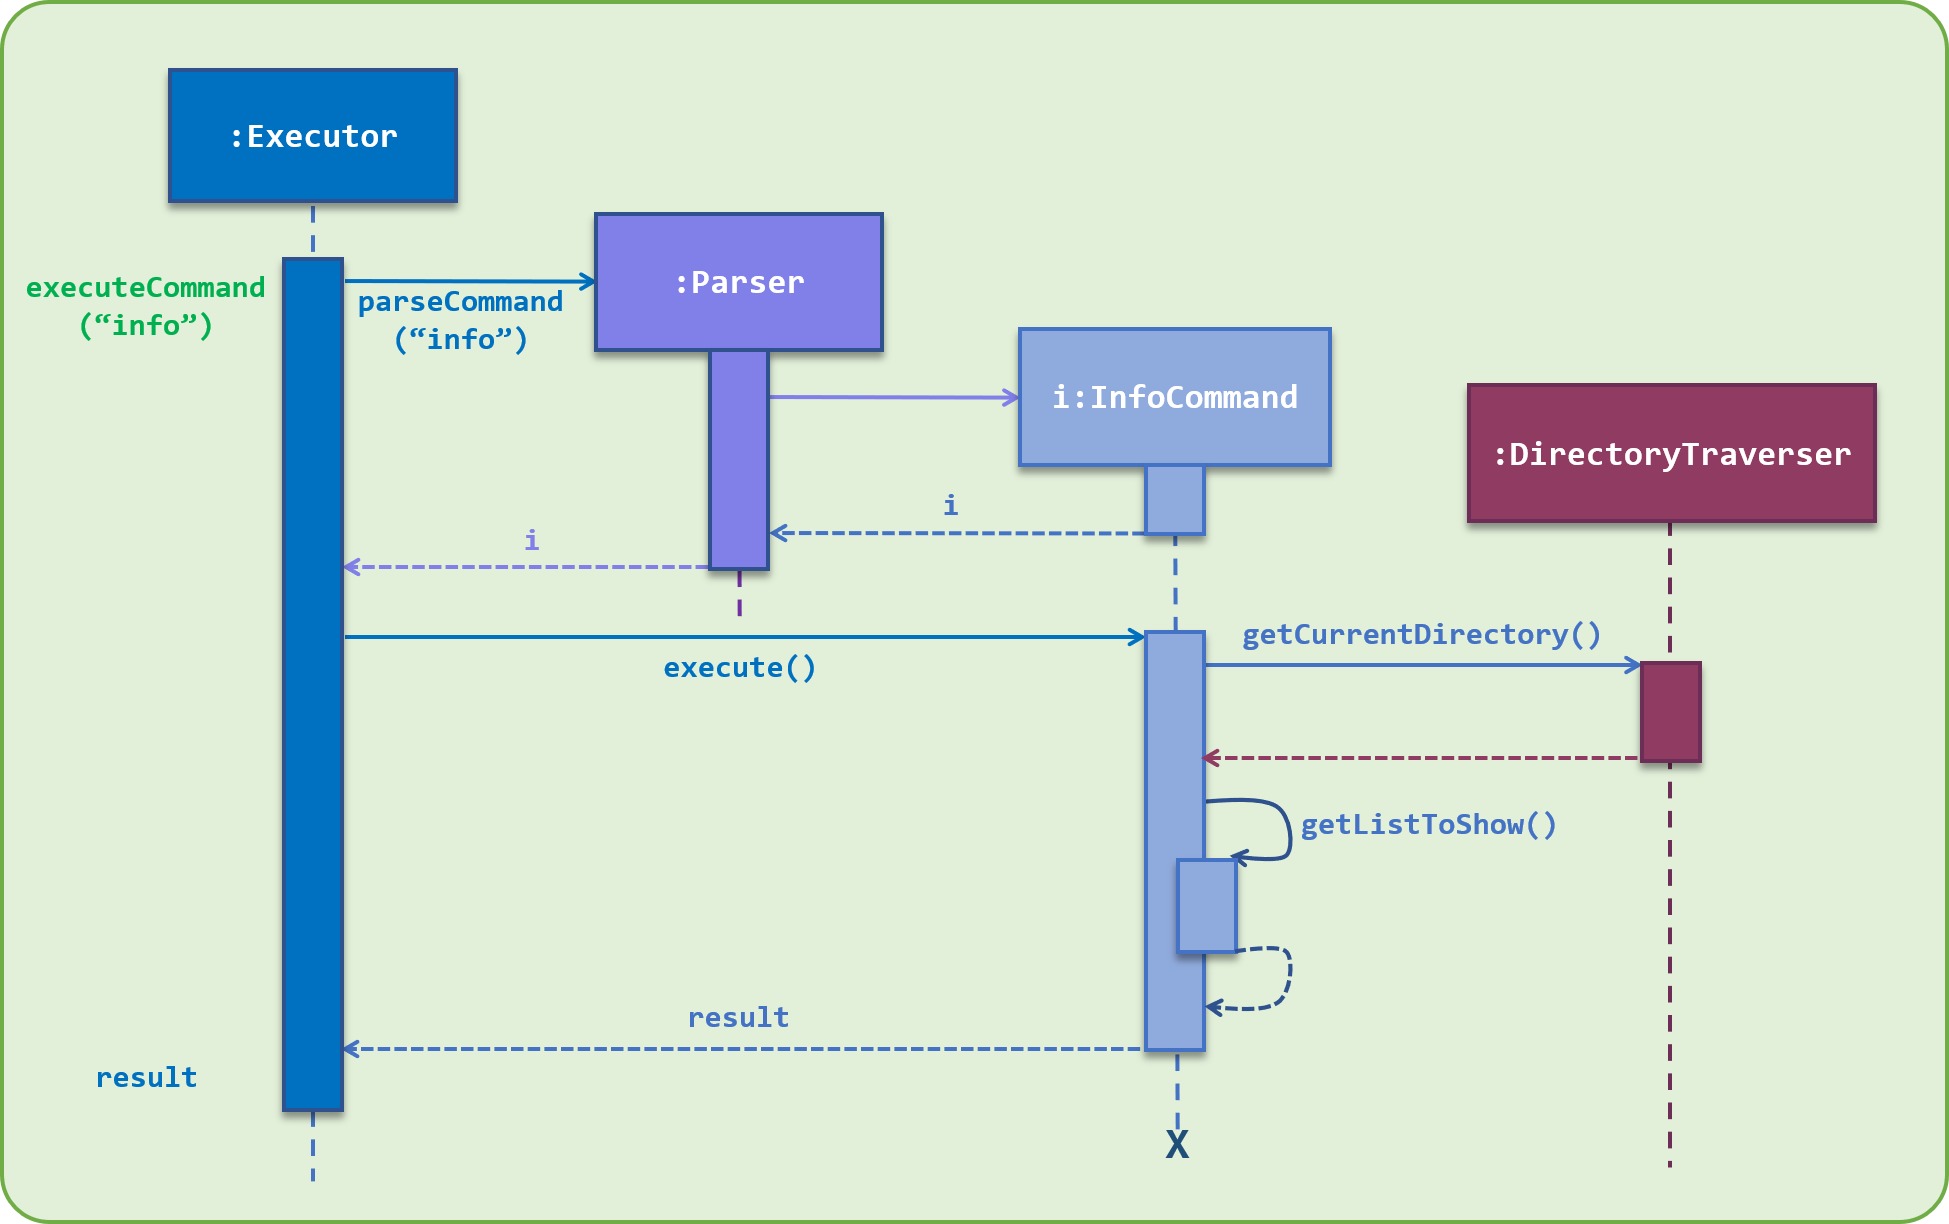 :Executor
:Parser
executeCommand
(“info”)
parseCommand
(“info”)
i:InfoCommand
:DirectoryTraverser
i
i
getCurrentDirectory()
execute()
getListToShow()
result
result
X